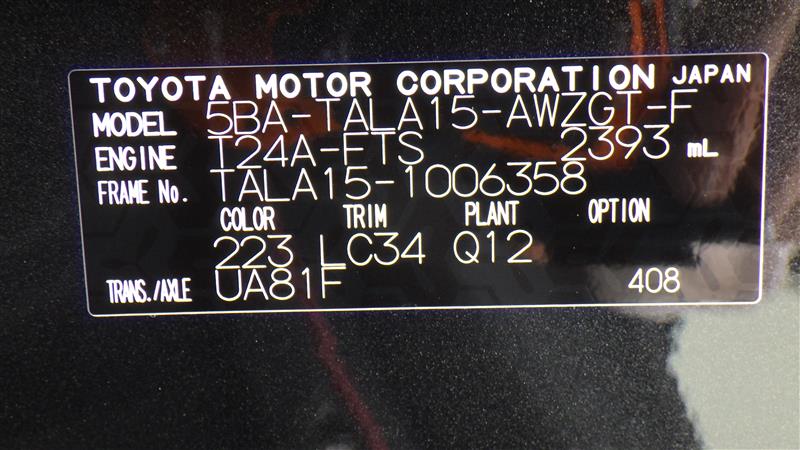 TOYOTA MOTOR CORPORATION JAPAN
MODEL 5BA-TALA15-AWZGT-F
ENGINE T24A-FTS 2393 mL
FRAME No. TALA15-1006358
COLOR TRIM PLANT OPTION
223 LC34 Q12
TRANS./AXLE UA81F 408